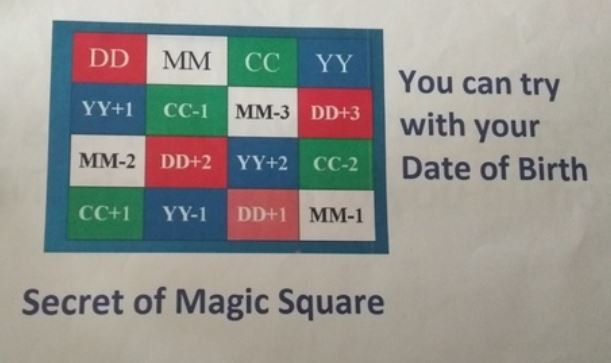 DD MM CC YY
YY+1 CC-1 MM-3 DD+3
MM-2 DD+2 YY+2 CC-2
CC+1 YY-1 DD+1 MM-1
You can try
with your
Date of Birth
Secret of Magic Square